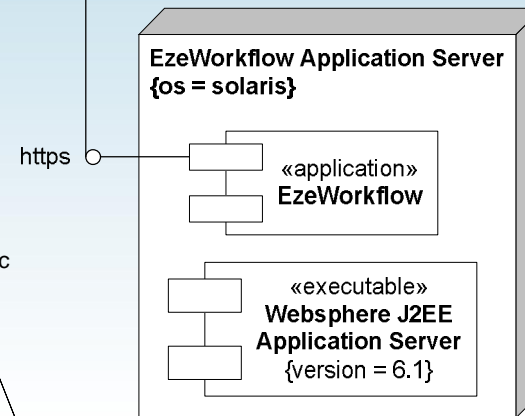 EzeWorkflow Application Server
{os = solaris}
https
«application»
EzeWorkflow
c
«executable»
Websphere J2EE
Application Server
{version = 6.1}